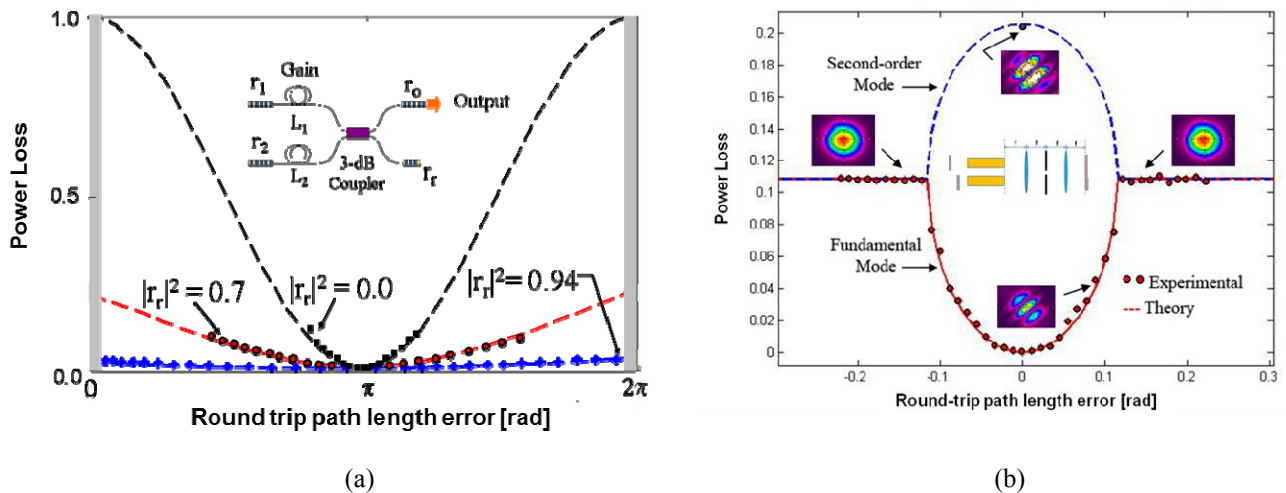 1.0
0.5
0.0
Power Loss
Gain
r1
L1
r2
L2
3-dB
Coupler
ro
Output
rr
|rr|²= 0.7
|rr|²= 0.0
|rr|²= 0.94
0
π
2π
Round trip path length error [rad]
(a)
0.2
0.18
0.16
0.14
0.12
0.1
0.08
0.06
0.04
0.02
0
Power Loss
Second-order
Mode
f
f
f
f
Fundamental
Mode
Experimental
Theory
-0.2
-0.1
0
0.1
0.2
0.3
Round-trip path length error [rad]
(b)